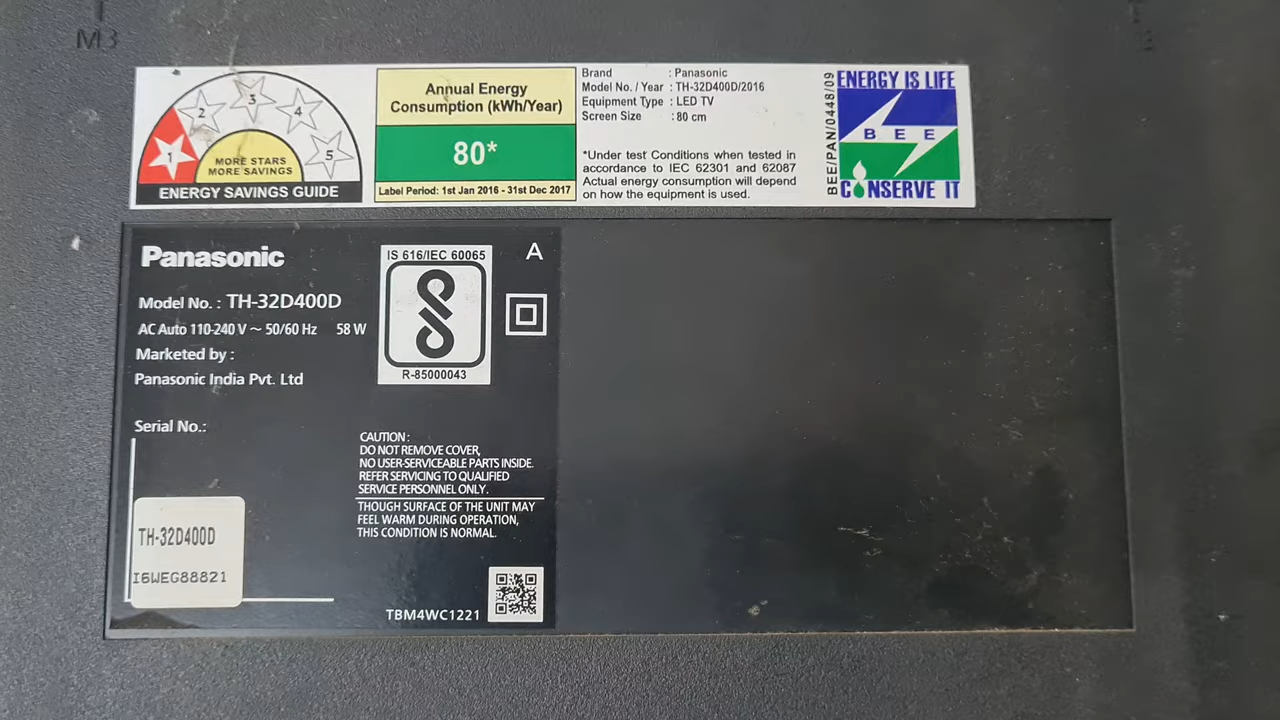 M3
1
2
3
4
5
MORE STARS
MORE SAVINGS
ENERGY SAVINGS GUIDE
Annual Energy
Consumption (kWh/Year)
80*
Label Period: 1st Jan 2016 - 31st Dec 2017
Brand : Panasonic
Model No. / Year : TH-32D400D/2016
Equipment Type : LED TV
Screen Size : 80 cm
*Under test Conditions when tested in
accordance to IEC 62301 and 62087
Actual energy consumption will depend
on how the equipment is used.
BEE/PAN/0448/09
ENERGY IS LIFE
BEE
CONSERVE IT
Panasonic
Model No. : TH-32D400D
AC Auto 110-240 V ~ 50/60 Hz 58 W
Marketed by :
Panasonic India Pvt. Ltd
IS 616/IEC 60065
R-85000043
A
Serial No.:
TH-32D400D
I6WEG88821
CAUTION :
DO NOT REMOVE COVER,
NO USER-SERVICEABLE PARTS INSIDE.
REFER SERVICING TO QUALIFIED
SERVICE PERSONNEL ONLY.
THOUGH SURFACE OF THE UNIT MAY
FEEL WARM DURING OPERATION,
THIS CONDITION IS NORMAL.
TBM4WC1221